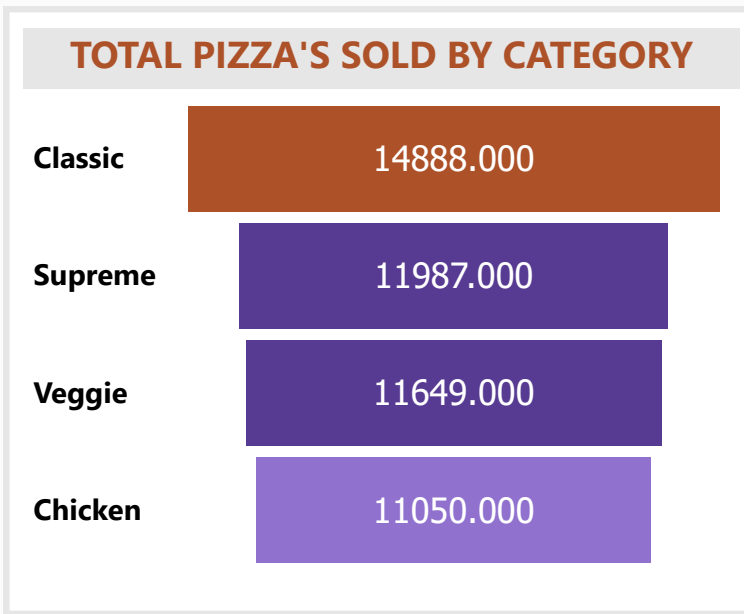 TOTAL PIZZA'S SOLD BY CATEGORY
Classic 14888.000
Supreme 11987.000
Veggie 11649.000
Chicken 11050.000